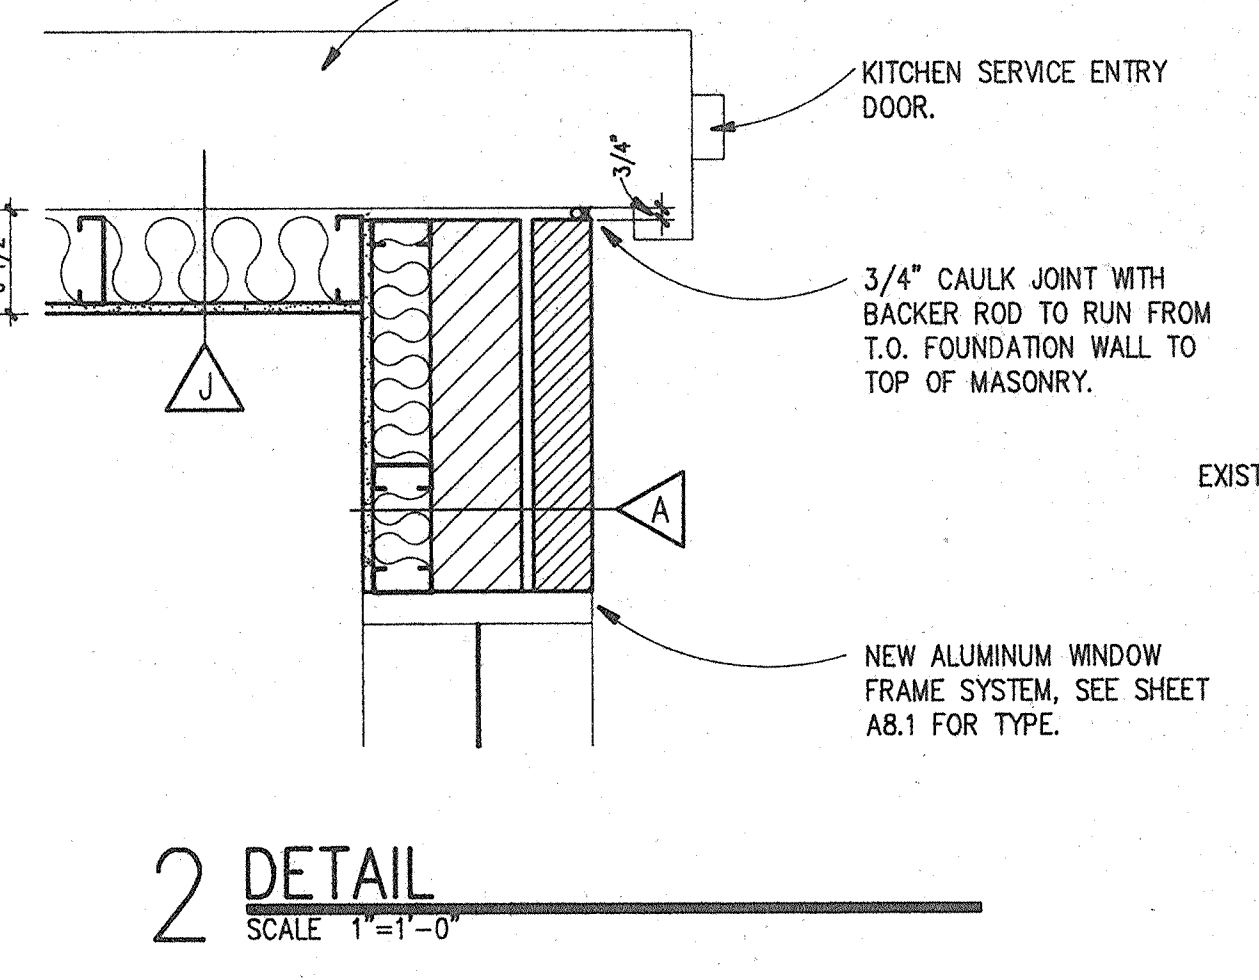 KITCHEN SERVICE ENTRY
DOOR.
3/4"
3/4" CAULK JOINT WITH
BACKER ROD TO RUN FROM
T.O. FOUNDATION WALL TO
TOP OF MASONRY.
J
A
NEW ALUMINUM WINDOW
FRAME SYSTEM, SEE SHEET
A8.1 FOR TYPE.
2 DETAIL
SCALE 1"=1'-0"